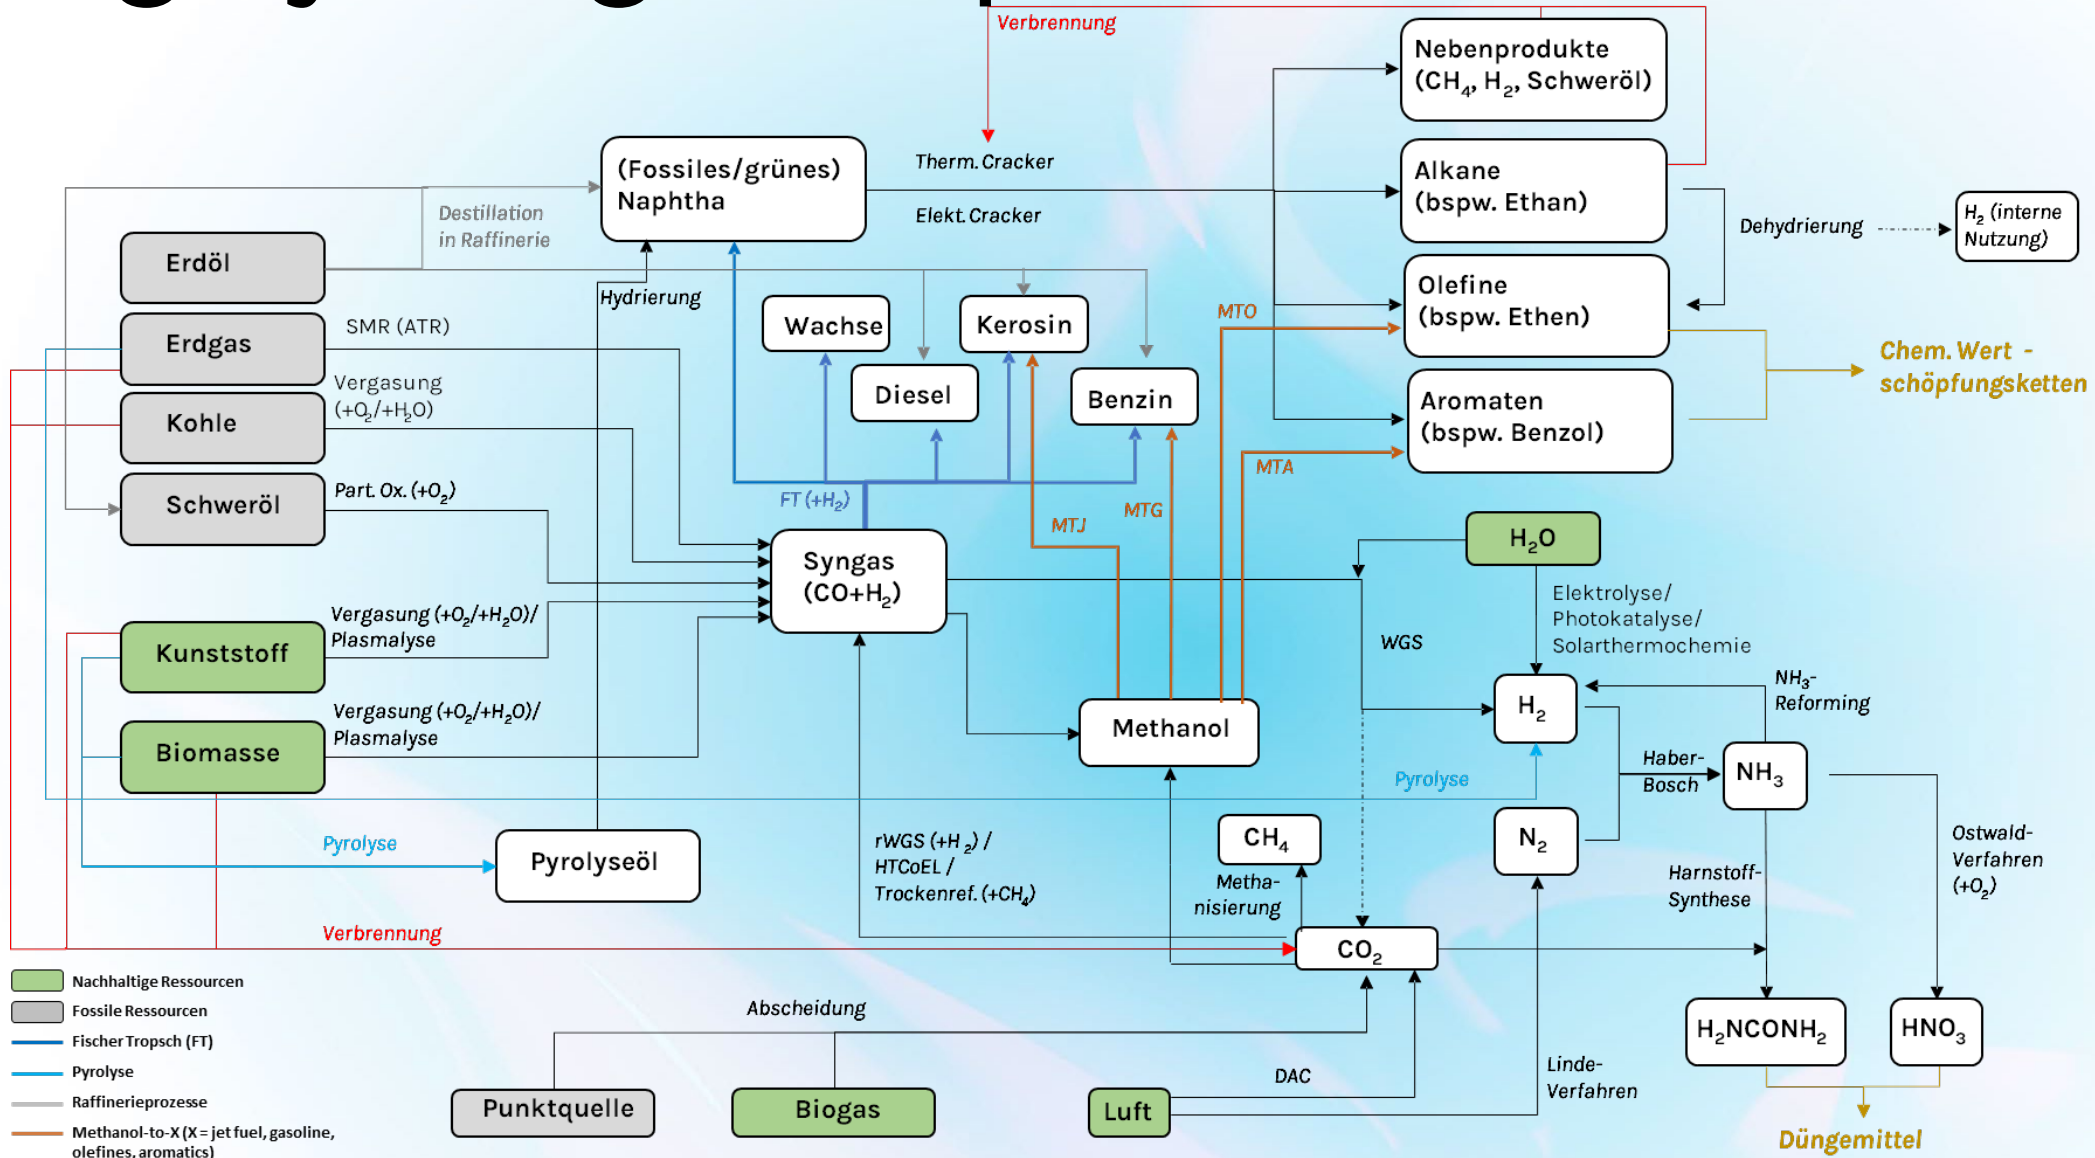 Verbrennung
Nebenprodukte
(CH₄, H₂, Schweröl)
(Fossiles/grünes)
Naphtha
Therm. Cracker
Elekt. Cracker
Alkane
(bspw. Ethan)
Dehydrierung
H₂ (interne
Nutzung)
Destillation
in Raffinerie
Erdöl
Hydrierung
Olefine
(bspw. Ethen)
Erdgas
SMR (ATR)
Wachse
Kerosin
MTO
Chem. Wert -
schöpfungsketten
Vergasung
(+O₂/+H₂O)
Diesel
Benzin
Kohle
Aromaten
(bspw. Benzol)
MTA
Schweröl
Part. Ox. (+O₂)
FT (+H₂)
MTJ
MTG
Syngas
(CO+H₂)
H₂O
Elektrolyse/
Photokatalyse/
Solarthermochemie
WGS
Kunststoff
Vergasung (+O₂/+H₂O)/
Plasmalyse
H₂
NH₃-
Reforming
Biomasse
Vergasung (+O₂/+H₂O)/
Plasmalyse
Methanol
Pyrolyse
Haber-
Bosch
NH₃
Pyrolyse
Pyrolyseöl
rWGS (+H₂) /
HTCoEL /
Trockenref. (+CH₄)
CH₄
Metha-
nisierung
N₂
Harnstoff-
Synthese
Ostwald-
Verfahren
(+O₂)
Verbrennung
CO₂
Nachhaltige Ressourcen
Fossile Ressourcen
Fischer Tropsch (FT)
Pyrolyse
Raffinerieprozesse
Methanol-to-X (X = jet fuel, gasoline,
olefines, aromatics)
Abscheidung
Punktquelle
Biogas
Luft
DAC
Linde-
Verfahren
H₂NCONH₂
HNO₃
Düngemittel